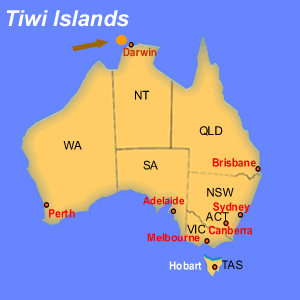 Tiwi Islands
Darwin
NT
QLD
WA
SA
Brisbane
NSW
Adelaide
Sydney
Perth
ACT
VIC
Canberra
Melbourne
Hobart
TAS